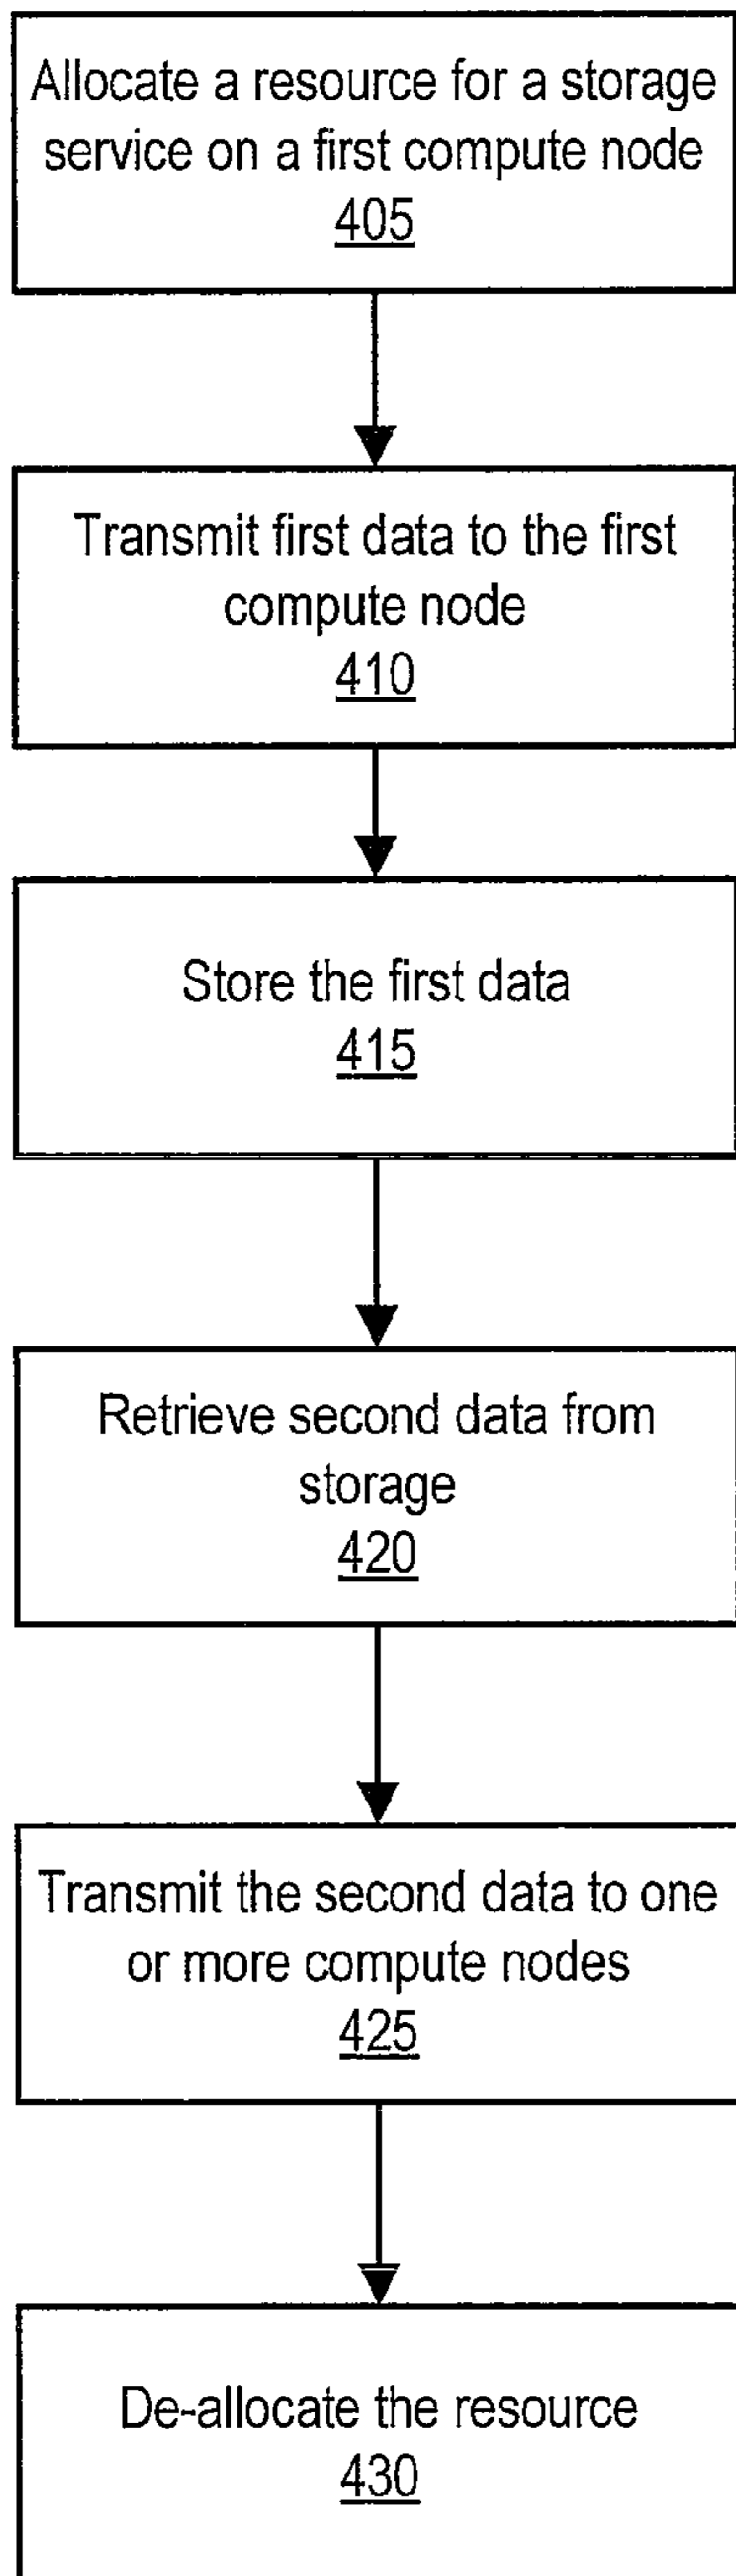 Allocate a resource for a storage
service on a first compute node
405
Transmit first data to the first
compute node
410
Store the first data
415
Retrieve second data from
storage
420
Transmit the second data to one
or more compute nodes
425
De-allocate the resource
430